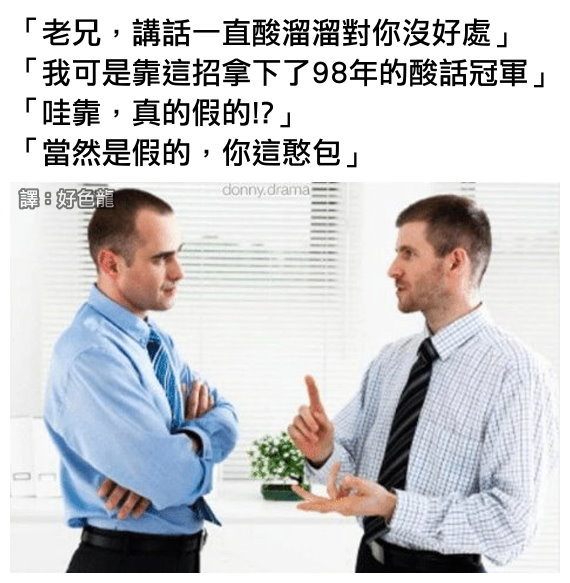 「老兄，講話一直酸溜溜對你沒好處」
「我可是靠這招拿下了98年的酸話冠軍」
「哇靠，真的假的!?」
「當然是假的，你這憨包」
譯：好色龍
donny.drama